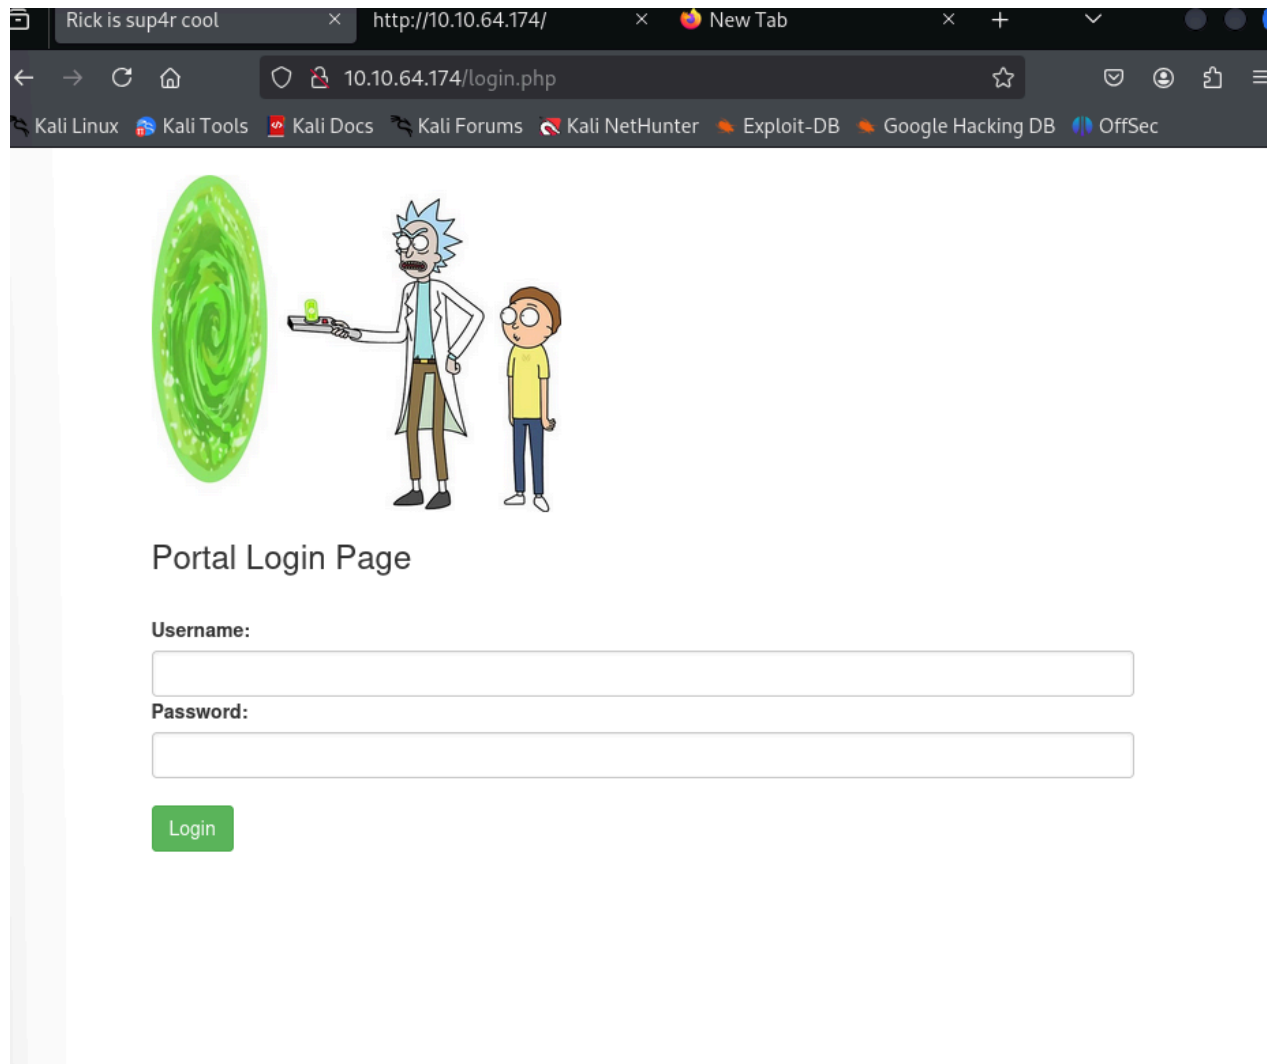 Rick is sup4r cool http://10.10.64.174/ New Tab
10.10.64.174/login.php
Kali Linux Kali Tools Kali Docs Kali Forums Kali NetHunter Exploit-DB Google Hacking DB OffSec
Portal Login Page
Username:
Password:
Login